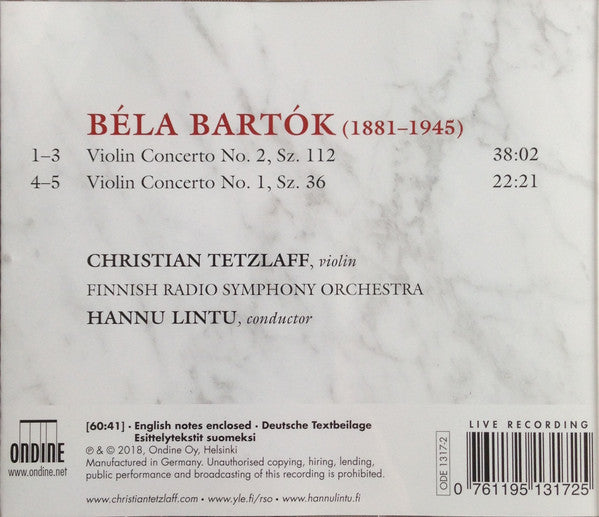 BÉLA BARTÓK (1881–1945)
1–3 Violin Concerto No. 2, Sz. 112 38:02
4–5 Violin Concerto No. 1, Sz. 36 22:21
CHRISTIAN TETZLAFF, violin
FINNISH RADIO SYMPHONY ORCHESTRA
HANNU LINTU, conductor
ONDINE
www.ondine.net
[60:41] · English notes enclosed · Deutsche Textbeilage
Esittelytekstit suomeksi
℗ & © 2018, Ondine Oy, Helsinki
Manufactured in Germany. Unauthorised copying, hiring, lending,
public performance and broadcasting of this recording is prohibited.
www.christiantetzlaff.com · www.yle.fi/rso · www.hannulintu.fi
LIVE RECORDING
ODE 1317-2
0 761195 131725